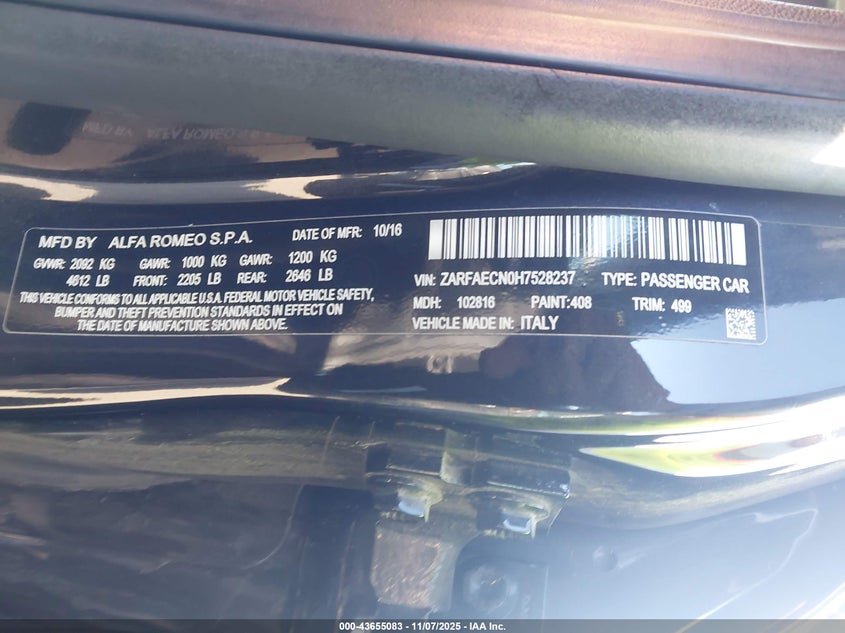 MFD BY ALFA ROMEO S.P.A. DATE OF MFR: 10/16
GVWR: 2092 KG GAWR: 1000 KG GAWR: 1200 KG
4612 LB FRONT: 2205 LB REAR: 2646 LB
THIS VEHICLE CONFORMS TO ALL APPLICABLE U.S.A. FEDERAL MOTOR VEHICLE SAFETY,
BUMPER AND THEFT PREVENTION STANDARDS IN EFFECT ON
THE DATE OF MANUFACTURE SHOWN ABOVE.
VIN: ZARFAECN0H7528237 TYPE: PASSENGER CAR
MDH: 102816 PAINT:408 TRIM: 499
VEHICLE MADE IN: ITALY
000-43655083 - 11/07/2025 - IAA Inc.